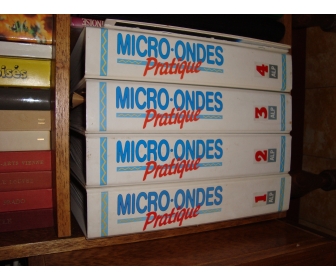 MICRO-ONDES
Pratique
4
MICRO-ONDES
Pratique
3
MICRO-ONDES
Pratique
2
MICRO-ONDES
Pratique
1